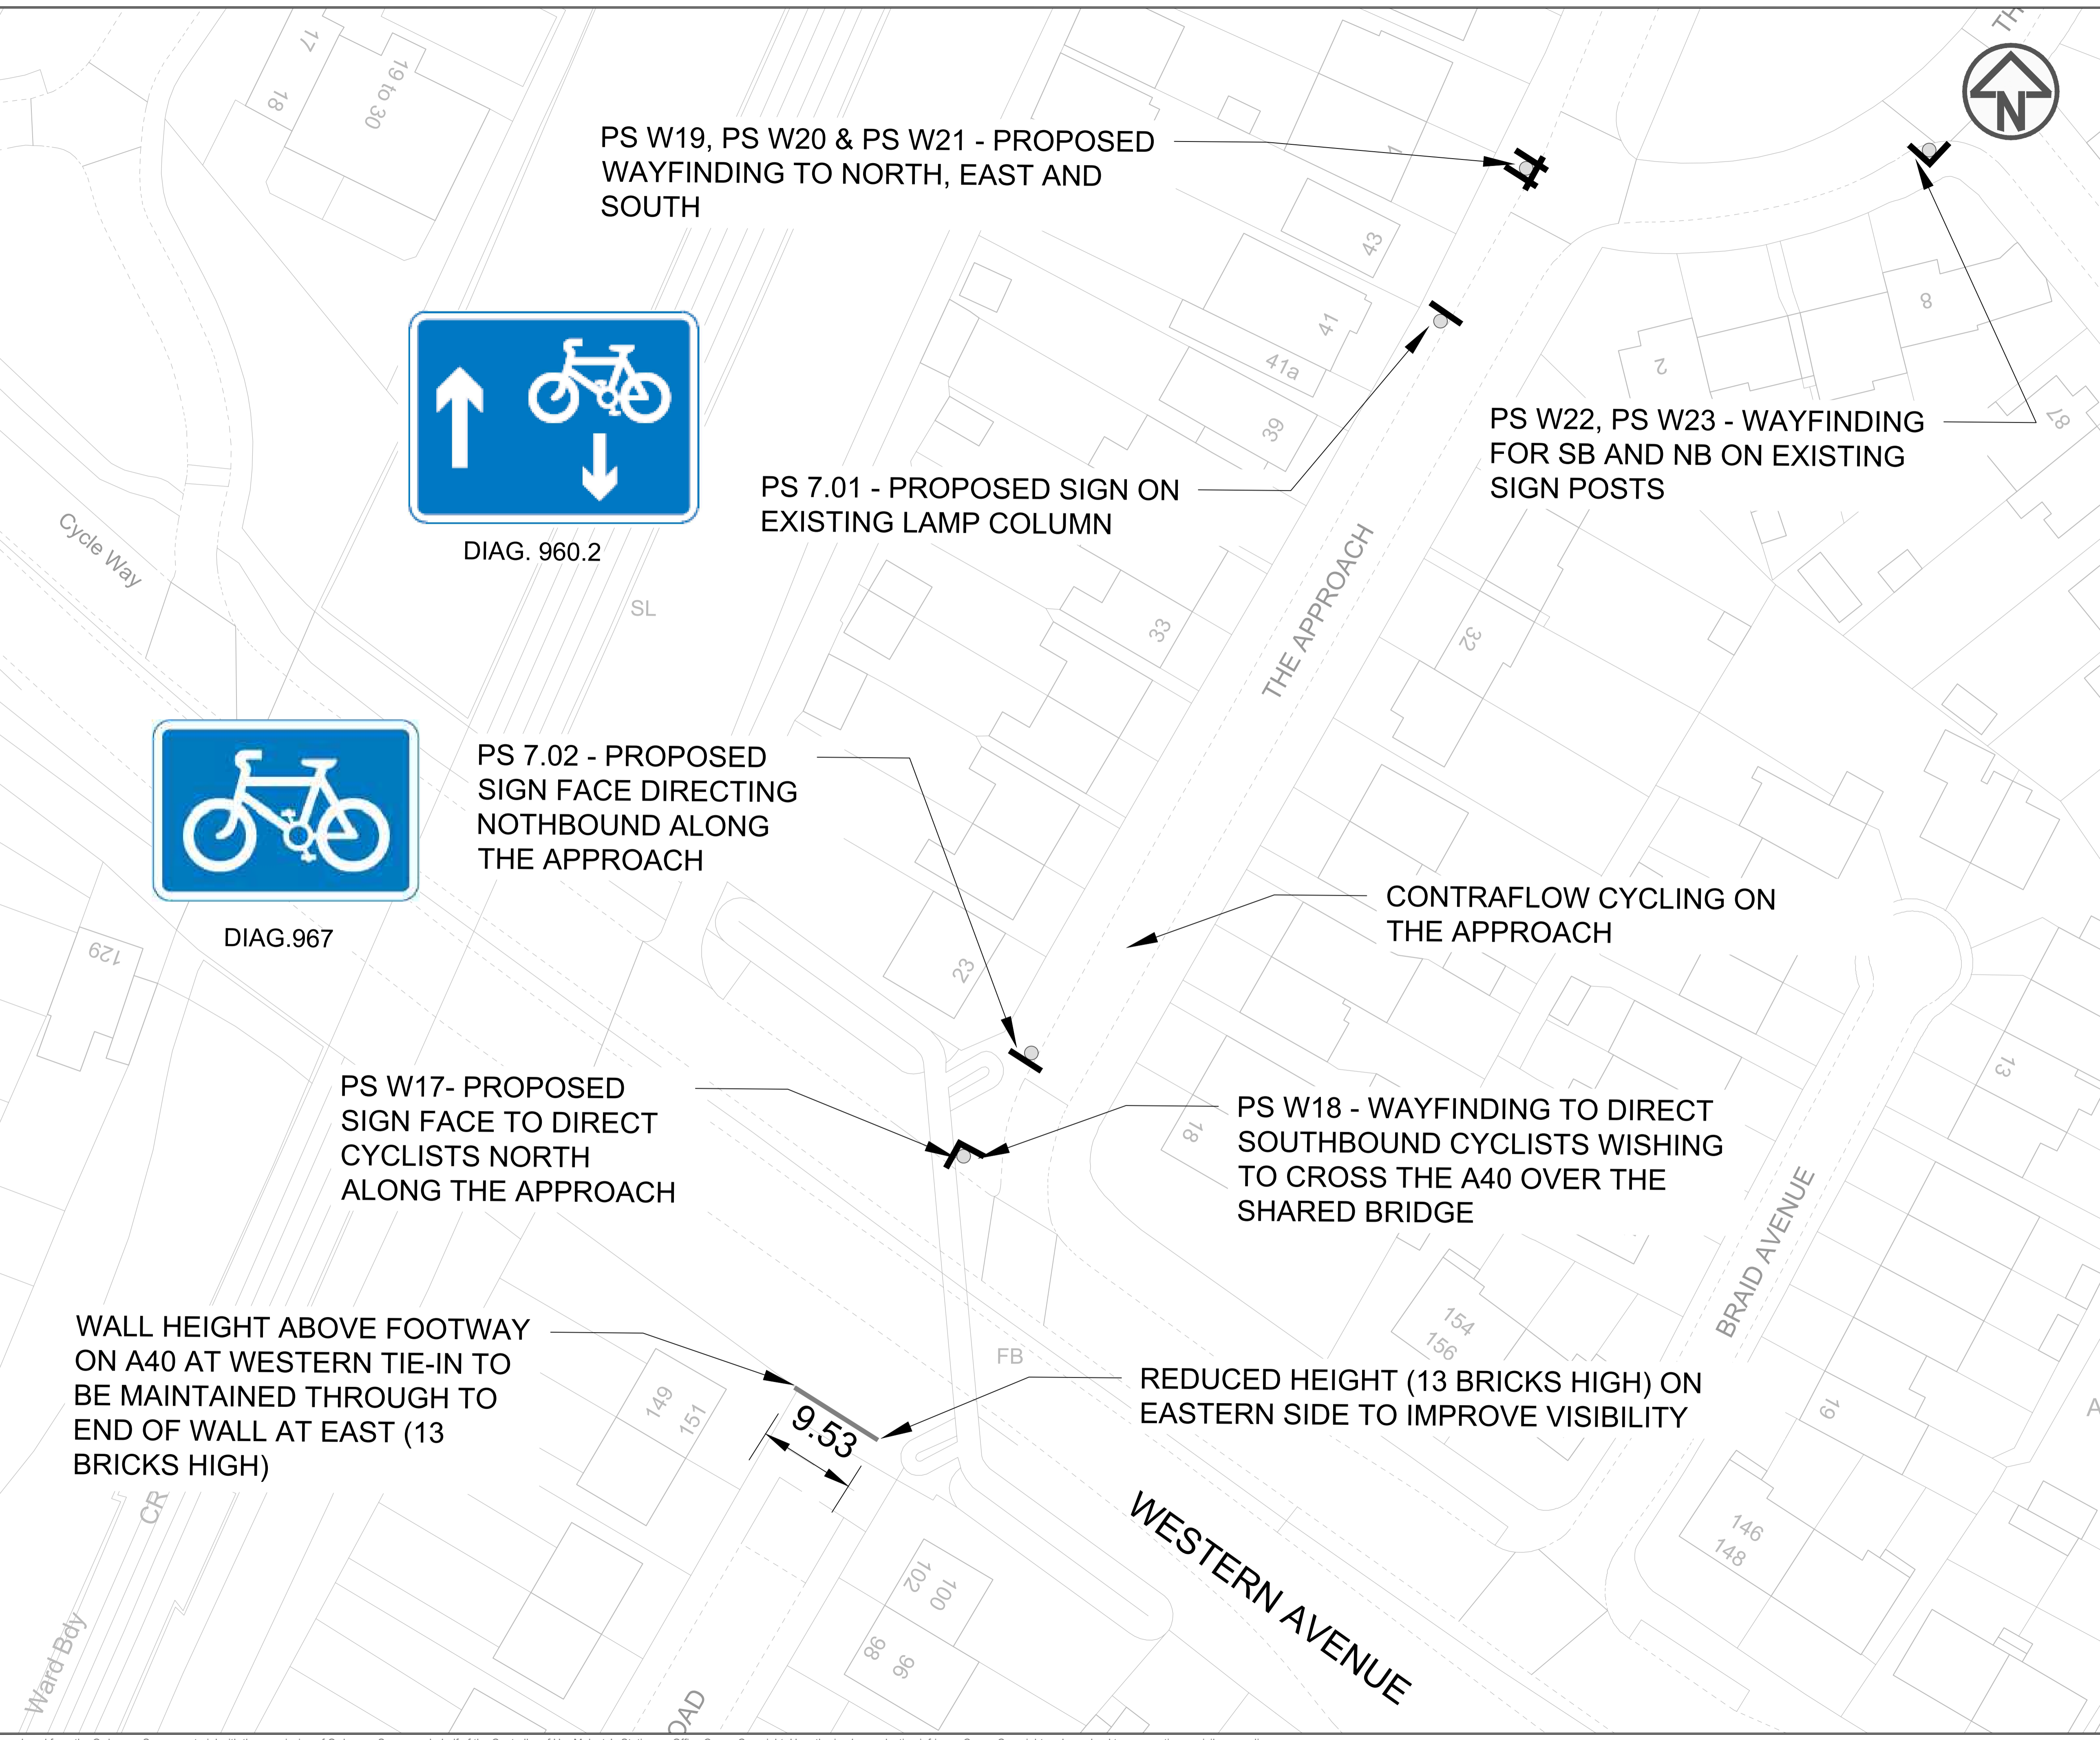 17
18
19 to 30
N
PS W19, PS W20 & PS W21 - PROPOSED
WAYFINDING TO NORTH, EAST AND
SOUTH
1
43
41
41a
39
2
8
87
PS W22, PS W23 - WAYFINDING
FOR SB AND NB ON EXISTING
SIGN POSTS
PS 7.01 - PROPOSED SIGN ON
EXISTING LAMP COLUMN
DIAG. 960.2
Cycle Way
SL
33
32
THE APPROACH
PS 7.02 - PROPOSED
SIGN FACE DIRECTING
NOTHBOUND ALONG
THE APPROACH
DIAG.967
129
23
CONTRAFLOW CYCLING ON
THE APPROACH
13
PS W17- PROPOSED
SIGN FACE TO DIRECT
CYCLISTS NORTH
ALONG THE APPROACH
18
PS W18 - WAYFINDING TO DIRECT
SOUTHBOUND CYCLISTS WISHING
TO CROSS THE A40 OVER THE
SHARED BRIDGE
BRAID AVENUE
WALL HEIGHT ABOVE FOOTWAY
ON A40 AT WESTERN TIE-IN TO
BE MAINTAINED THROUGH TO
END OF WALL AT EAST (13
BRICKS HIGH)
149
151
9.53
FB
154
156
REDUCED HEIGHT (13 BRICKS HIGH) ON
EASTERN SIDE TO IMPROVE VISIBILITY
19
CR
WESTERN AVENUE
146
148
102
100
98
96
Ward Bdy
OAD